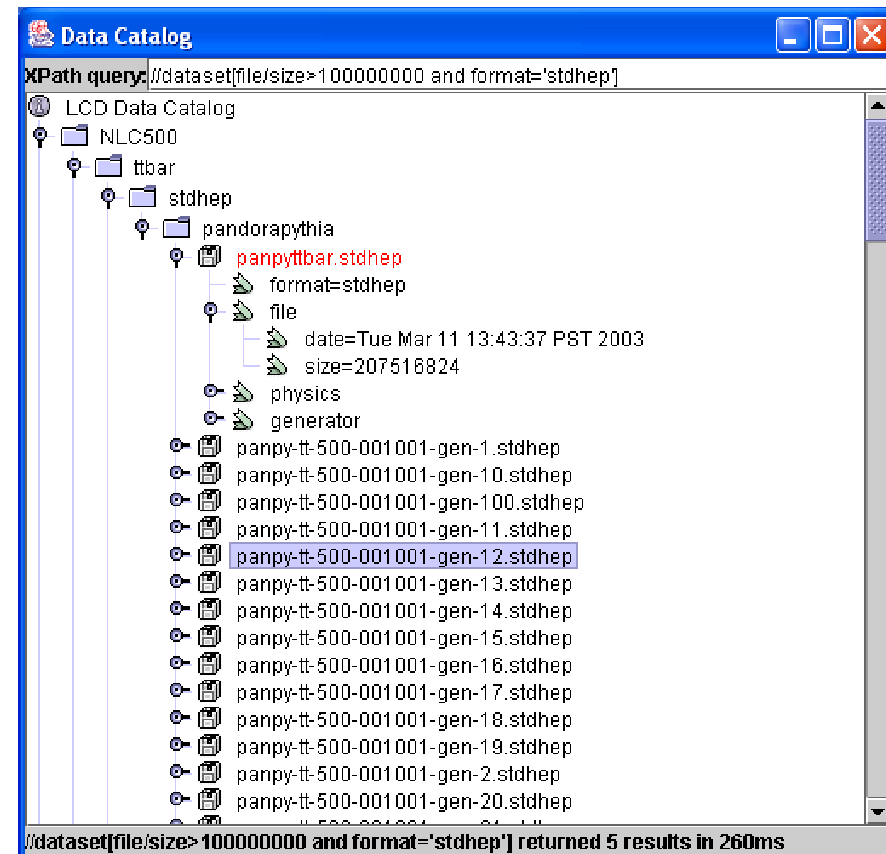 Data Catalog
XPath query: //dataset[file/size>100000000 and format='stdhep']
LCD Data Catalog
NLC500
ttbar
stdhep
pandorapythia
panpyttbar.stdhep
format=stdhep
file
date=Tue Mar 11 13:43:37 PST 2003
size=207516824
physics
generator
panpy-tt-500-001001-gen-1.stdhep
panpy-tt-500-001001-gen-10.stdhep
panpy-tt-500-001001-gen-100.stdhep
panpy-tt-500-001001-gen-11.stdhep
panpy-tt-500-001001-gen-12.stdhep
panpy-tt-500-001001-gen-13.stdhep
panpy-tt-500-001001-gen-14.stdhep
panpy-tt-500-001001-gen-15.stdhep
panpy-tt-500-001001-gen-16.stdhep
panpy-tt-500-001001-gen-17.stdhep
panpy-tt-500-001001-gen-18.stdhep
panpy-tt-500-001001-gen-19.stdhep
panpy-tt-500-001001-gen-2.stdhep
panpy-tt-500-001001-gen-20.stdhep
//dataset[file/size>100000000 and format='stdhep'] returned 5 results in 260ms